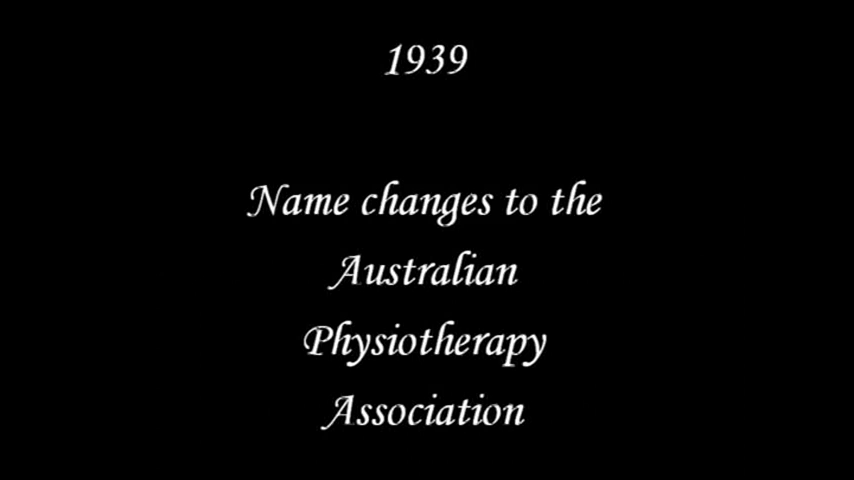 1939
Name changes to the
Australian
Physiotherapy
Association